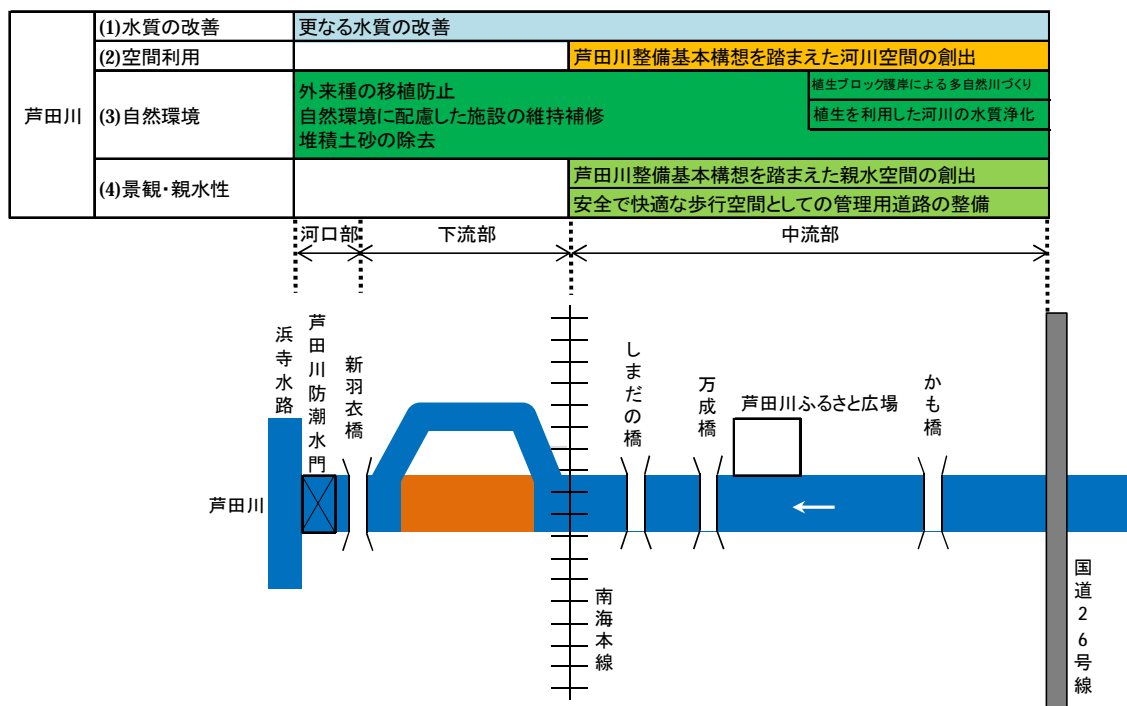 芦田川
(1)水質の改善
更なる水質の改善
(2)空間利用
芦田川整備基本構想を踏まえた河川空間の創出
(3)自然環境
外来種の移植防止
自然環境に配慮した施設の維持補修
堆積土砂の除去
植生ブロック護岸による多自然川づくり
植生を利用した河川の水質浄化
(4)景観・親水性
芦田川整備基本構想を踏まえた親水空間の創出
安全で快適な歩行空間としての管理用道路の整備
河口部
下流部
中流部
浜寺水路
芦田川防潮水門
新羽衣橋
しまだの橋
万成橋
芦田川ふるさと広場
かも橋
芦田川
南海本線
国道26号線